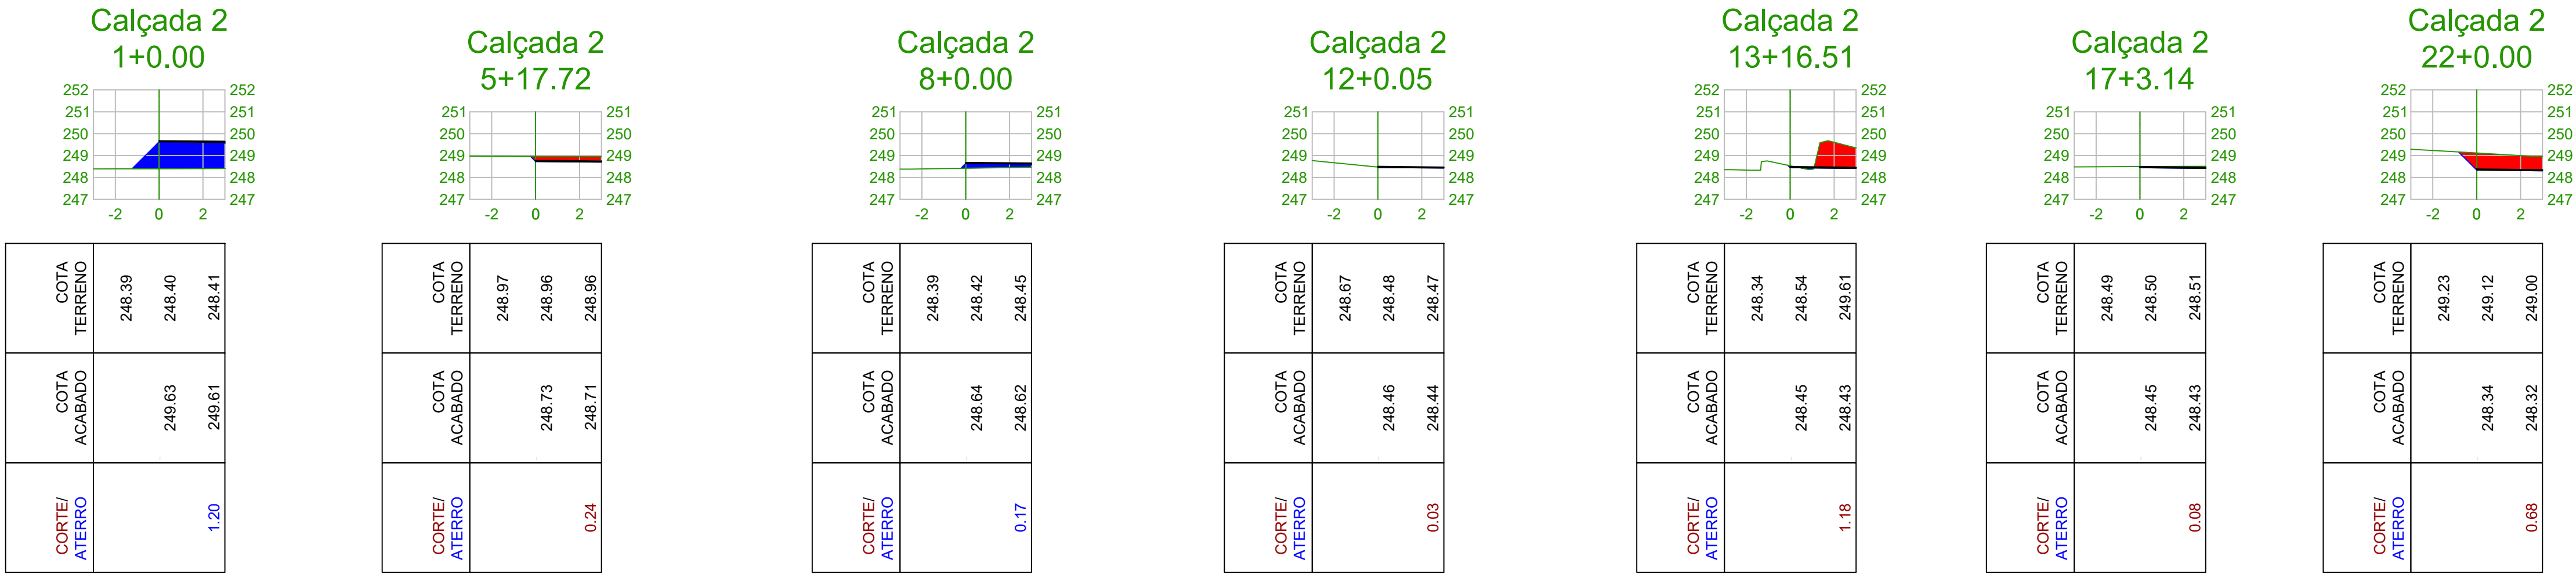 Calçada 2
1+0.00
252 252
251 251
250 250
249 249
248 248
247 247
-2 0 2
COTA
TERRENO
248.39
248.40
248.41
COTA
ACABADO
249.63
249.61
CORTE/
ATERRO
1.20
Calçada 2
5+17.72
251 251
250 250
249 249
248 248
247 247
-2 0 2
COTA
TERRENO
248.97
248.96
248.96
COTA
ACABADO
248.73
248.71
CORTE/
ATERRO
0.24
Calçada 2
8+0.00
251 251
250 250
249 249
248 248
247 247
-2 0 2
COTA
TERRENO
248.39
248.42
248.45
COTA
ACABADO
248.64
248.62
CORTE/
ATERRO
0.17
Calçada 2
12+0.05
251 251
250 250
249 249
248 248
247 247
-2 0 2
COTA
TERRENO
248.67
248.48
248.47
COTA
ACABADO
248.46
248.44
CORTE/
ATERRO
0.03
Calçada 2
13+16.51
252 252
251 251
250 250
249 249
248 248
247 247
-2 0 2
COTA
TERRENO
248.34
248.54
249.61
COTA
ACABADO
248.45
248.43
CORTE/
ATERRO
1.18
Calçada 2
17+3.14
251 251
250 250
249 249
248 248
247 247
-2 0 2
COTA
TERRENO
248.49
248.50
248.51
COTA
ACABADO
248.45
248.43
CORTE/
ATERRO
0.08
Calçada 2
22+0.00
252 252
251 251
250 250
249 249
248 248
247 247
-2 0 2
COTA
TERRENO
249.23
249.12
249.00
COTA
ACABADO
248.34
248.32
CORTE/
ATERRO
0.68